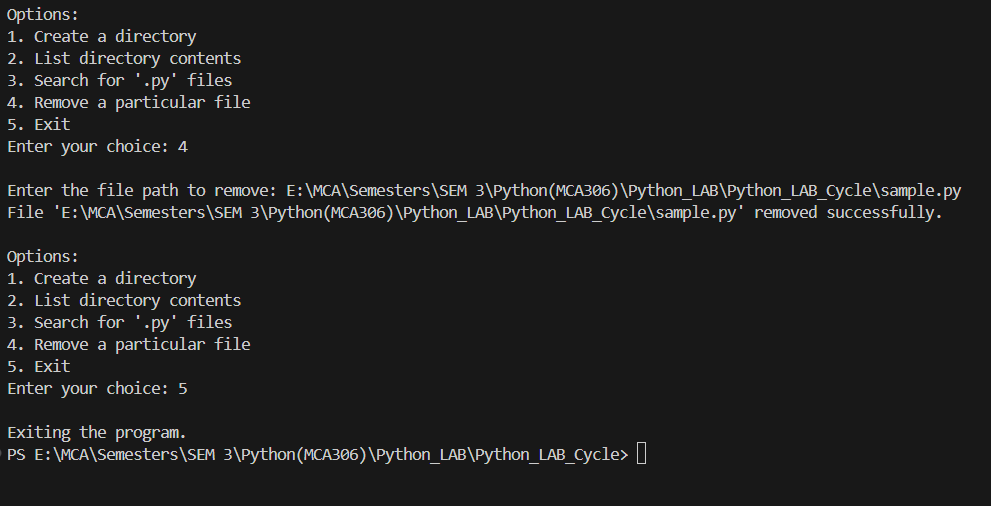 Options:
1. Create a directory
2. List directory contents
3. Search for '.py' files
4. Remove a particular file
5. Exit
Enter your choice: 4
Enter the file path to remove: E:\MCA\Semesters\SEM 3\Python(MCA306)\Python_LAB\Python_LAB_Cycle\sample.py
File 'E:\MCA\Semesters\SEM 3\Python(MCA306)\Python_LAB\Python_LAB_Cycle\sample.py' removed successfully.
Options:
1. Create a directory
2. List directory contents
3. Search for '.py' files
4. Remove a particular file
5. Exit
Enter your choice: 5
Exiting the program.
PS E:\MCA\Semesters\SEM 3\Python(MCA306)\Python_LAB\Python_LAB_Cycle>